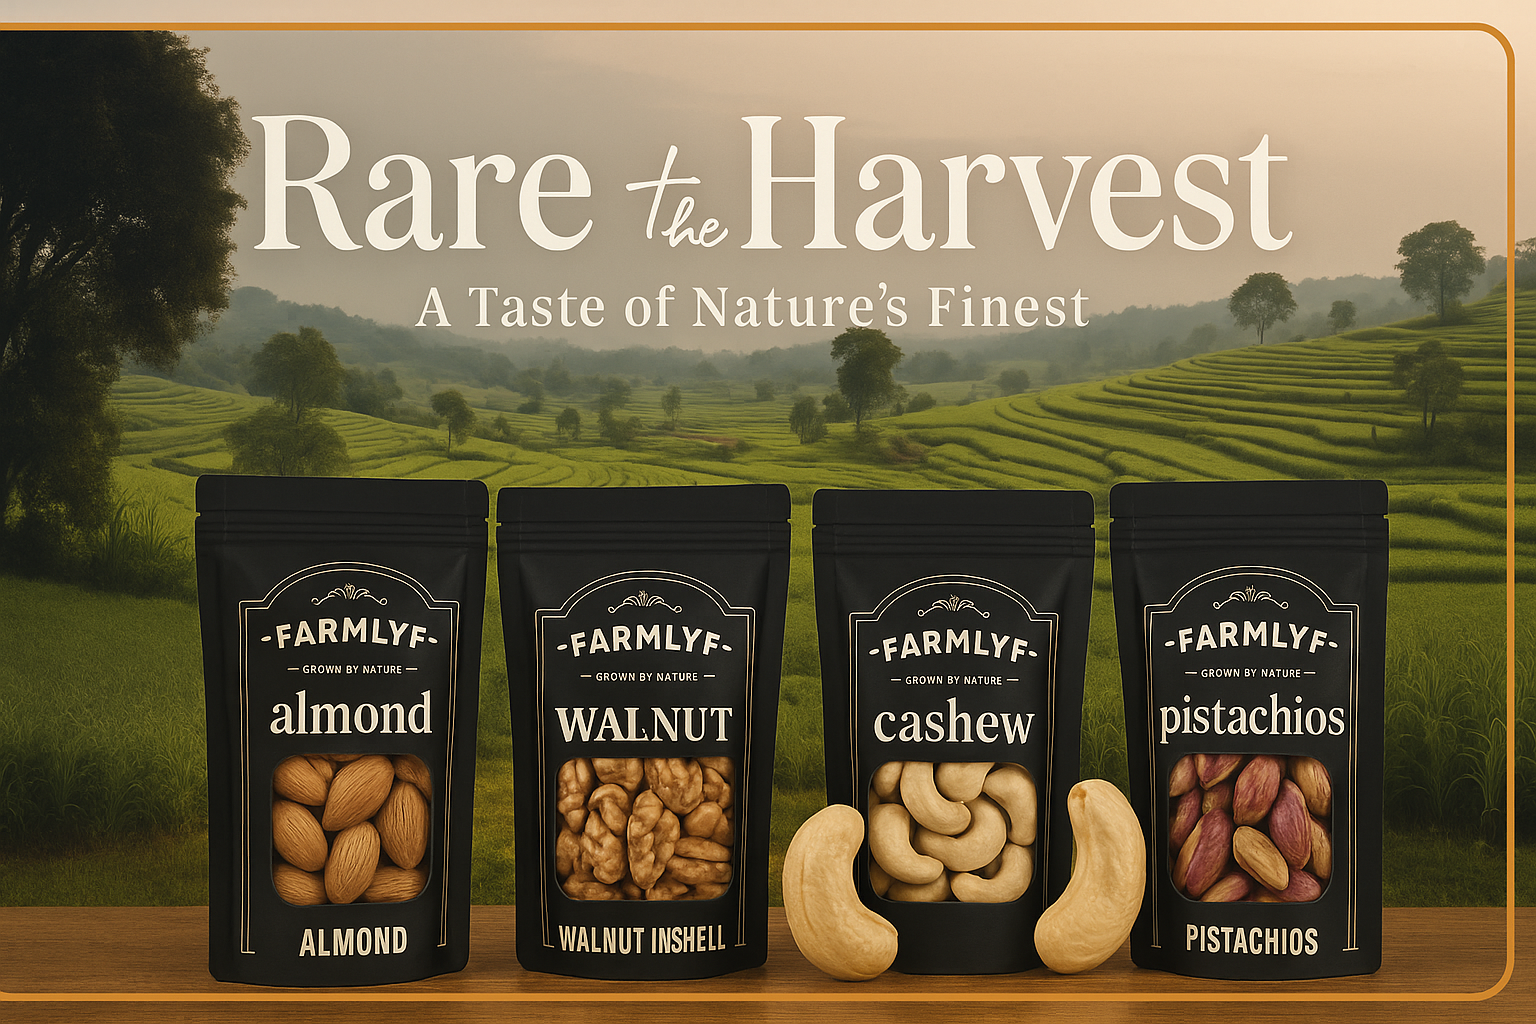 Rare the Harvest
A Taste of Nature's Finest
-FARMLYF-
— GROWN BY NATURE —
almond
ALMOND
-FARMLYF-
— GROWN BY NATURE —
WALNUT
WALNUT INSHELL
-FARMLYF-
— GROWN BY NATURE —
cashew
-FARMLYF-
— GROWN BY NATURE —
pistachios
PISTACHIOS